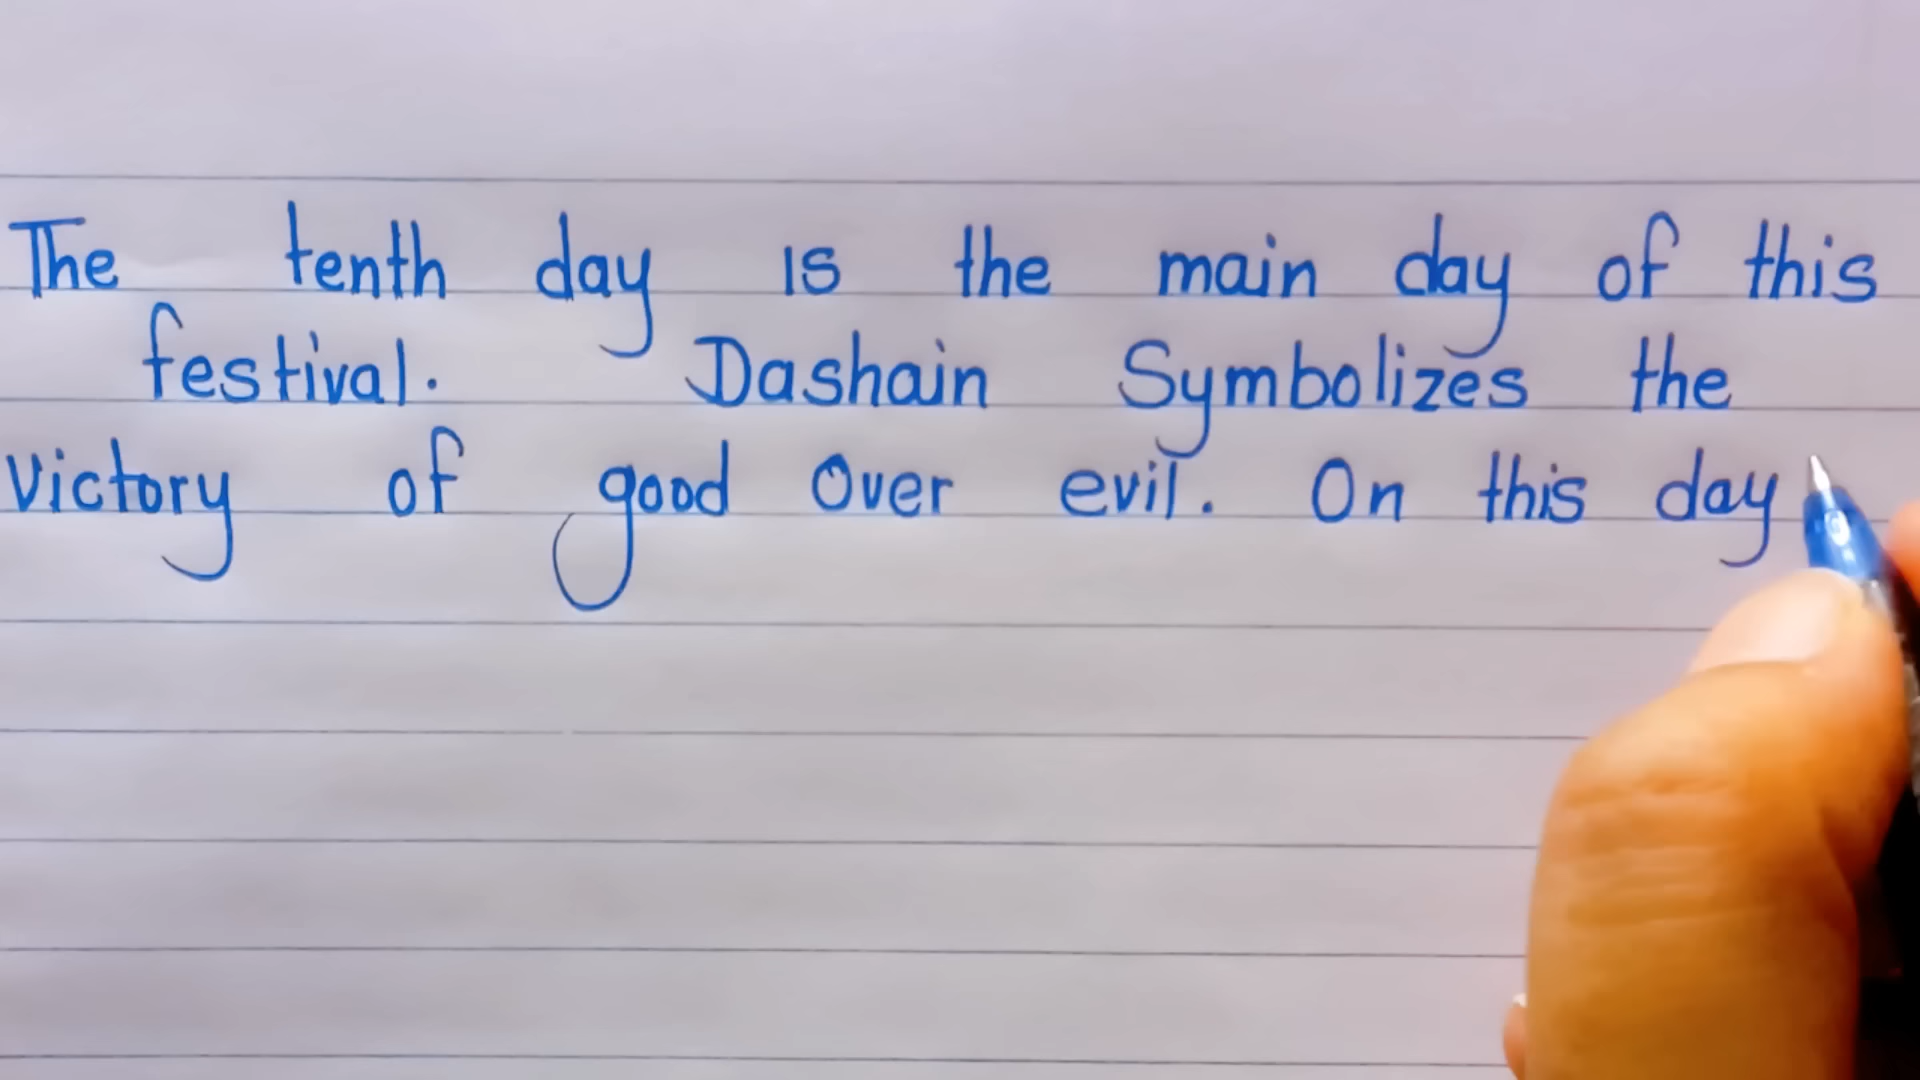 The tenth day is the main day of this
festival. Dashain Symbolizes the
Victory of good Over evil. On this day